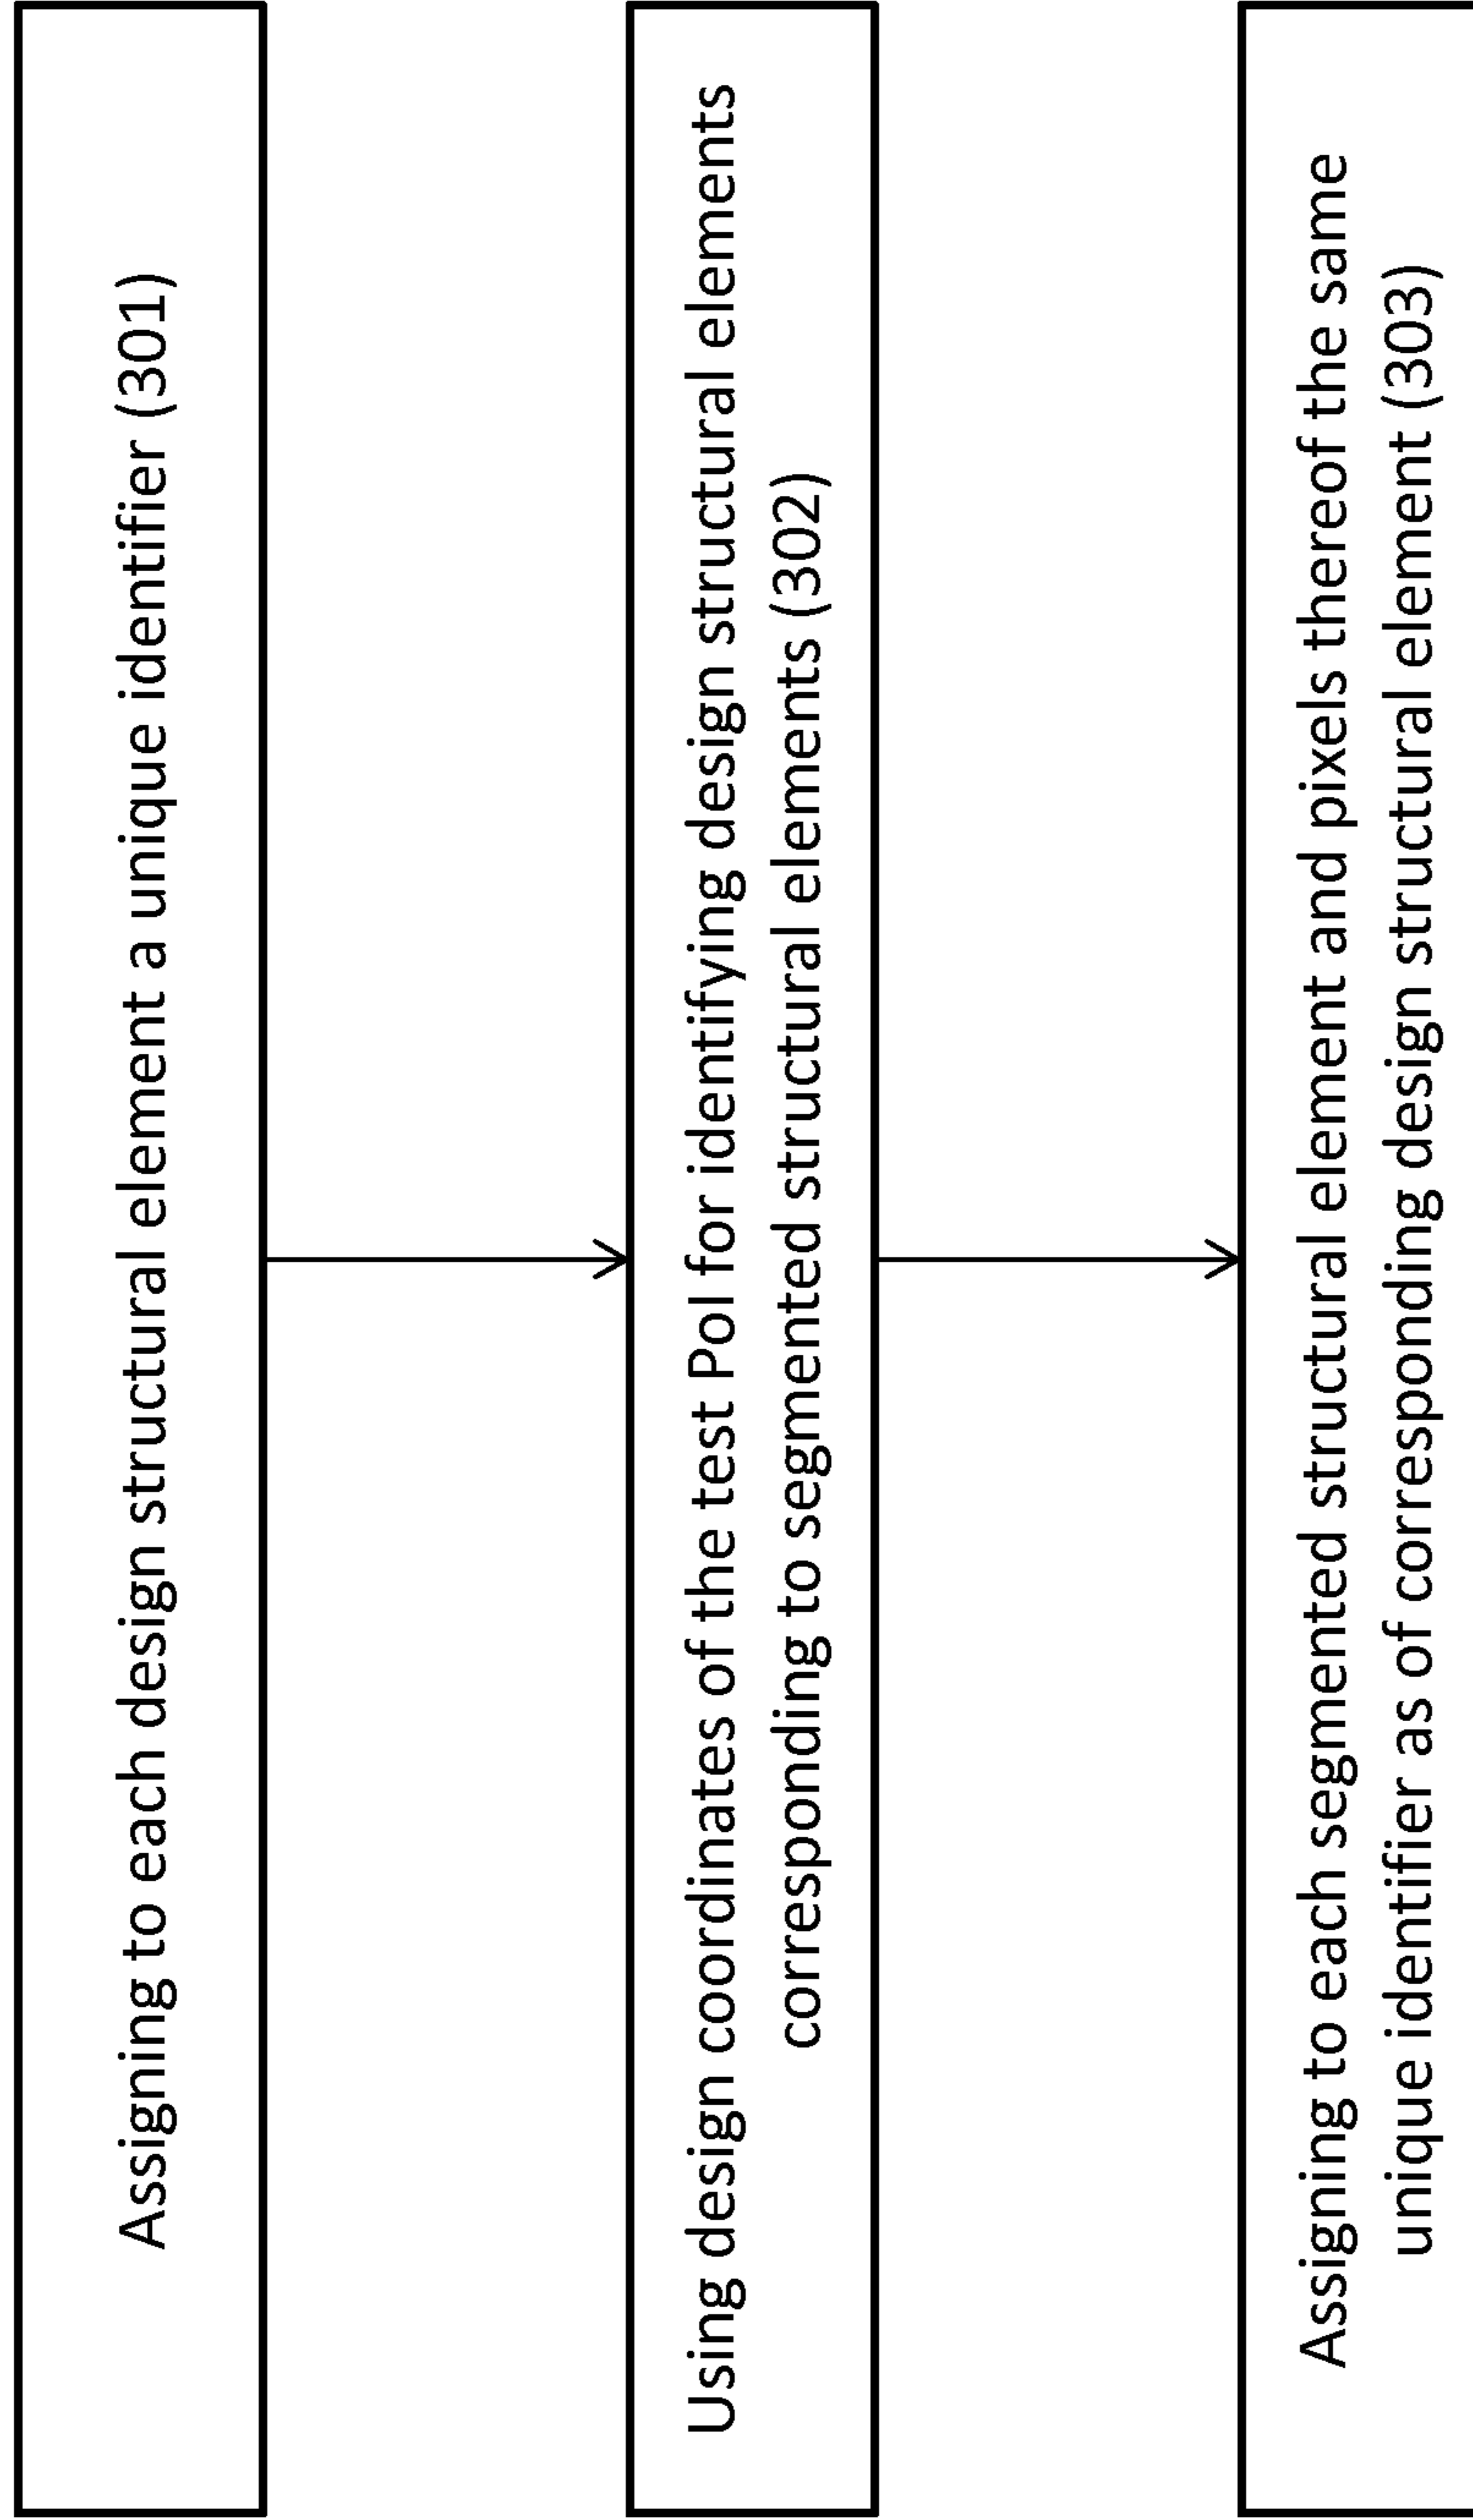 Assigning to each design structural element a unique identifier (301)
Using design coordinates of the test PoI for identifying design structural elements
corresponding to segmented structural elements (302)
Assigning to each segmented structural element and pixels thereof the same
unique identifier as of corresponding design structural element (303)